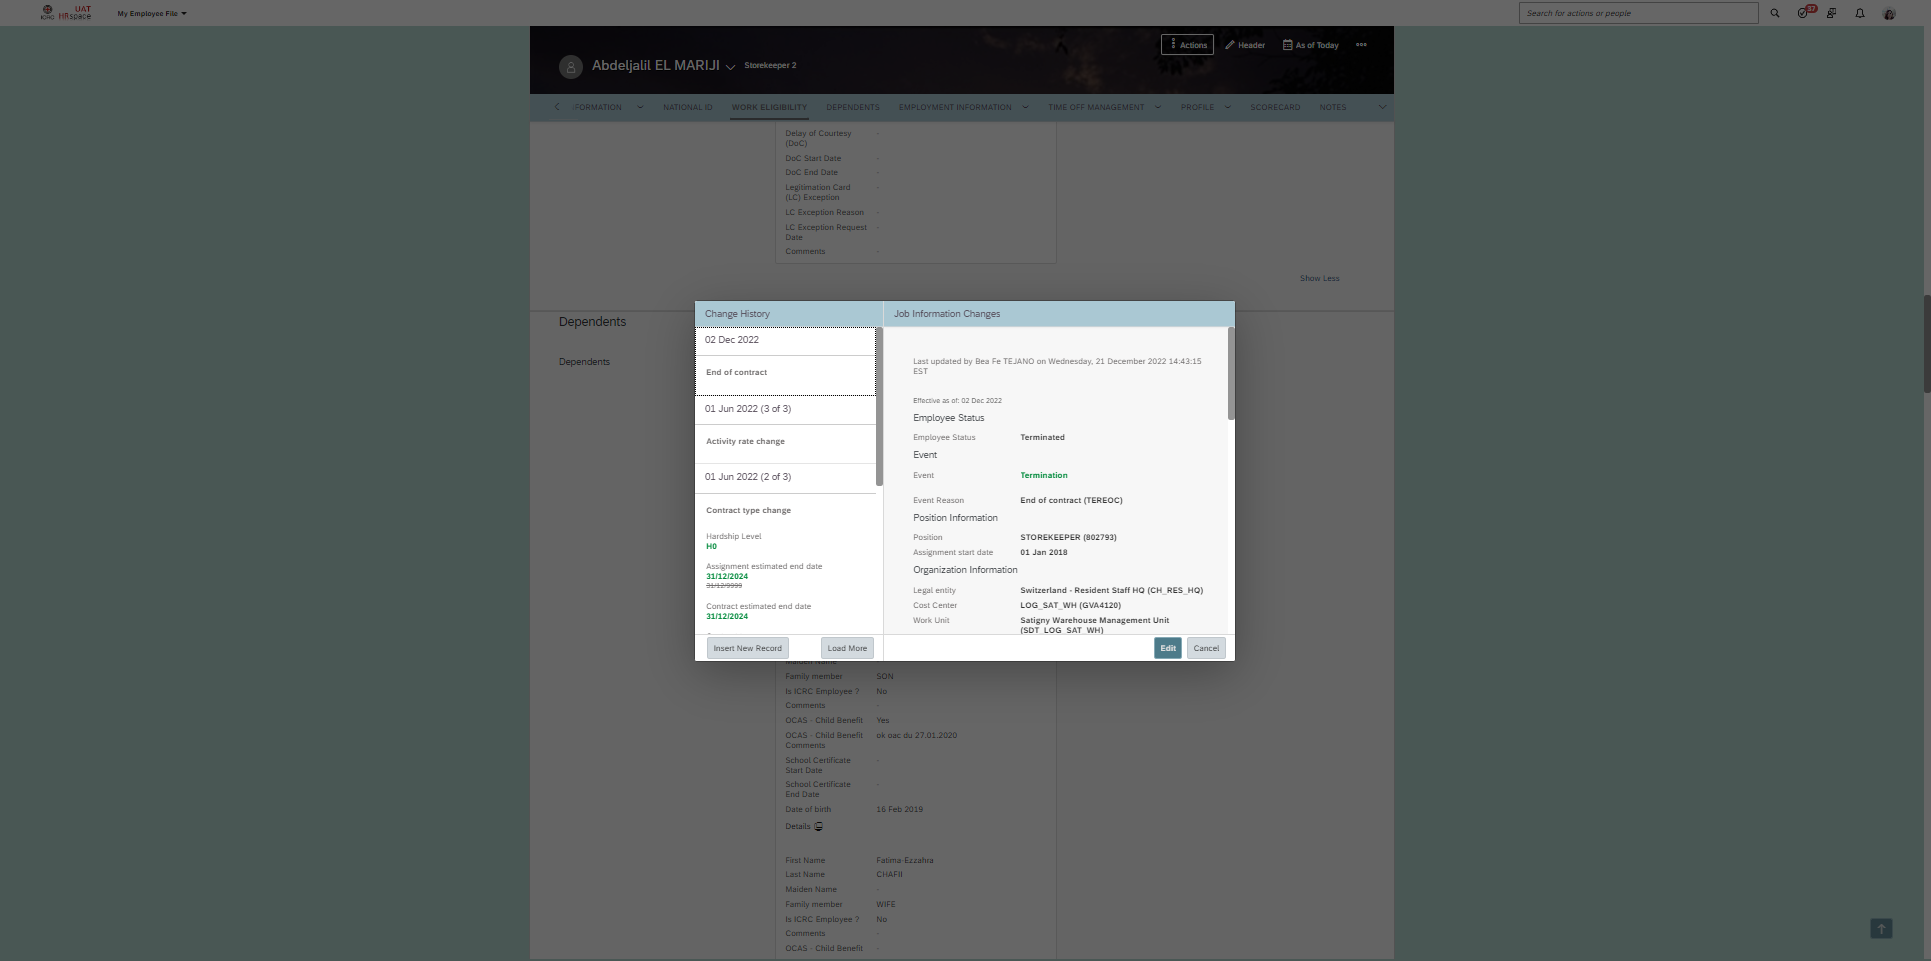 UAT
ICRC HRspace
My Employee File
Search for actions or people
37
Actions
Header
As of Today
Abdeljalil EL MARIJI
Storekeeper 2
FORMATION
NATIONAL ID
WORK ELIGIBILITY
DEPENDENTS
EMPLOYMENT INFORMATION
TIME OFF MANAGEMENT
PROFILE
SCORECARD
NOTES
Delay of Courtesy
(DoC)
-
DoC Start Date -
DoC End Date -
Legitimation Card
(LC) Exception
-
LC Exception Reason -
LC Exception Request
Date
-
Comments -
Show Less
Dependents
Dependents
Change History
02 Dec 2022
End of contract
01 Jun 2022 (3 of 3)
Activity rate change
01 Jun 2022 (2 of 3)
Contract type change
Hardship Level
H0
Assignment estimated end date
31/12/2024
31/12/9999
Contract estimated end date
31/12/2024
Insert New Record
Load More
Job Information Changes
Last updated by Bea Fe TEJANO on Wednesday, 21 December 2022 14:43:15
EST
Effective as of: 02 Dec 2022
Employee Status
Employee Status Terminated
Event
Event Termination
Event Reason End of contract (TEREOC)
Position Information
Position STOREKEEPER (802793)
Assignment start date 01 Jan 2018
Organization Information
Legal entity Switzerland - Resident Staff HQ (CH_RES_HQ)
Cost Center LOG_SAT_WH (GVA4120)
Work Unit Satigny Warehouse Management Unit
(SDT_LOG_SAT_WH)
Edit
Cancel
Maiden Name
Family member SON
Is ICRC Employee ? No
Comments -
OCAS - Child Benefit Yes
OCAS - Child Benefit
Comments
ok oac du 27.01.2020
School Certificate
Start Date
-
School Certificate
End Date
-
Date of birth 16 Feb 2019
Details
First Name Fatima-Ezzahra
Last Name CHAFII
Maiden Name -
Family member WIFE
Is ICRC Employee ? No
Comments -
OCAS - Child Benefit -